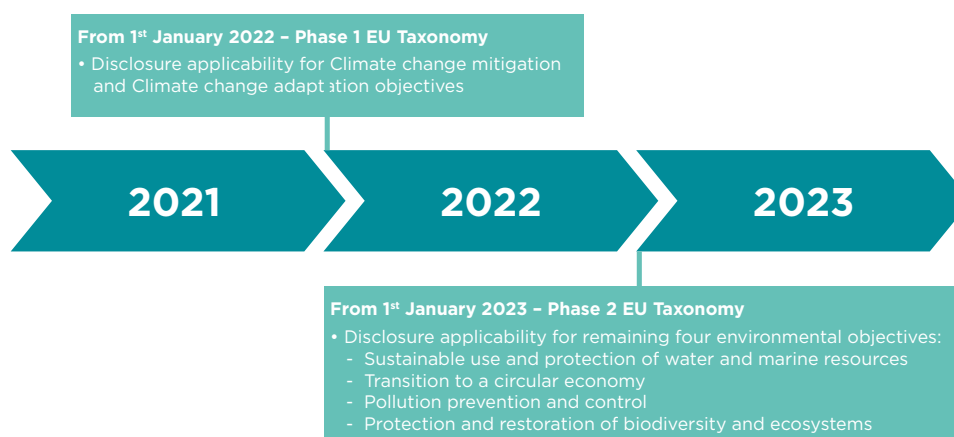 From 1st January 2022 – Phase 1 EU Taxonomy
• Disclosure applicability for Climate change mitigation
and Climate change adaptation objectives
2021
2022
2023
From 1st January 2023 – Phase 2 EU Taxonomy
• Disclosure applicability for remaining four environmental objectives:
- Sustainable use and protection of water and marine resources
- Transition to a circular economy
- Pollution prevention and control
- Protection and restoration of biodiversity and ecosystems